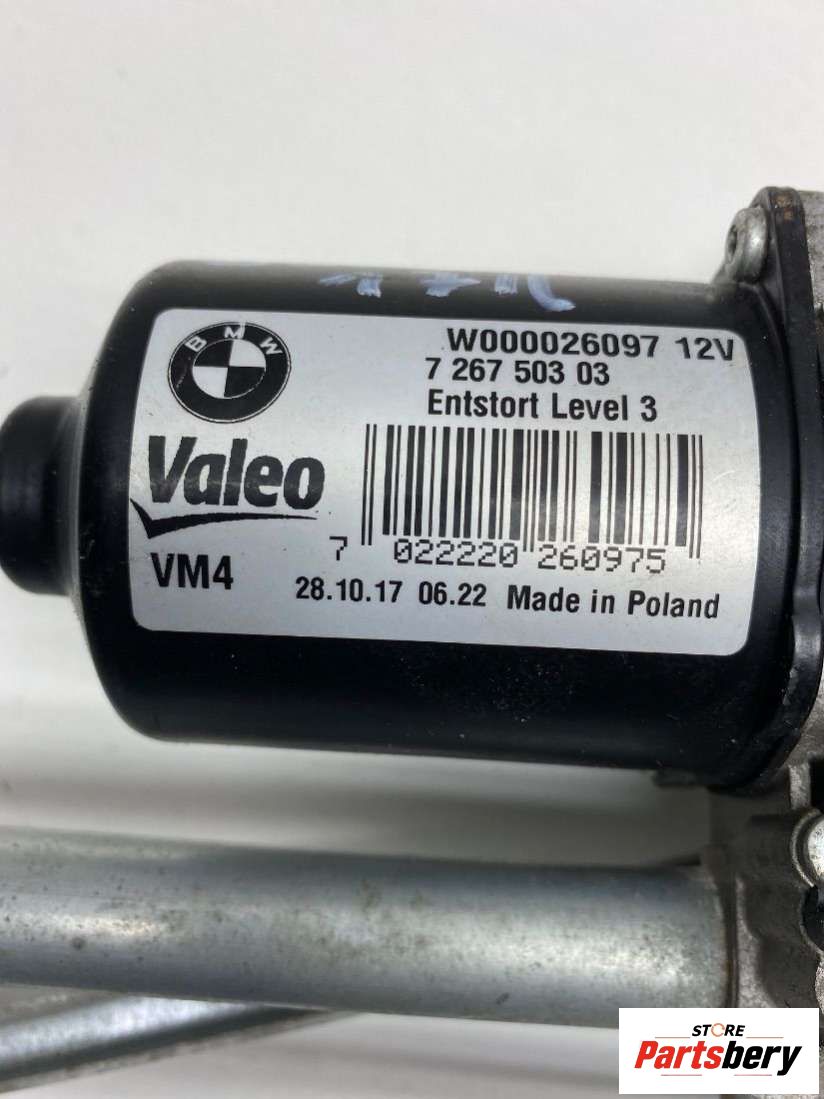 BMW
W000026097 12V
7 267 503 03
Entstort Level 3
Valeo
7 022220 260975
VM4
28.10.17 06.22 Made in Poland
STORE
Partsbery